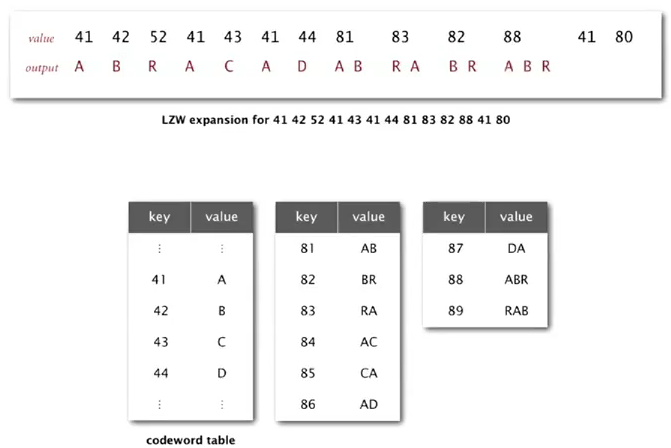 value 41 42 52 41 43 41 44 81 83 82 88 41 80
output A B R A C A D A B R A B R A B R
LZW expansion for 41 42 52 41 43 41 44 81 83 82 88 41 80
key value
⋮ ⋮
41 A
42 B
43 C
44 D
⋮ ⋮
codeword table
key value
81 AB
82 BR
83 RA
84 AC
85 CA
86 AD
key value
87 DA
88 ABR
89 RAB